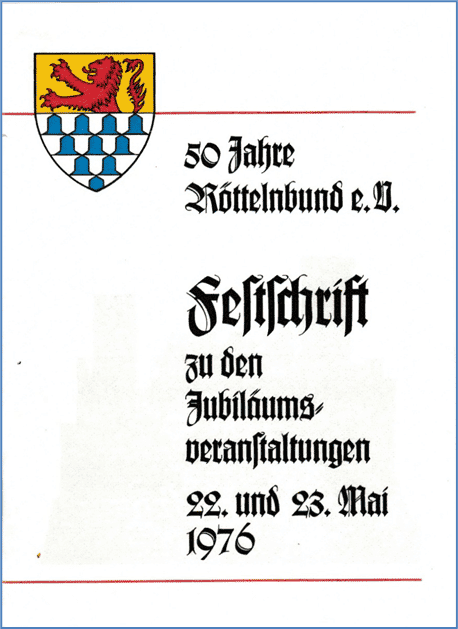 50 Jahre
Röttelnbund e.V.
Festschrift
zu den
Jubiläums-
veranstaltungen
22. und 23. Mai
1976